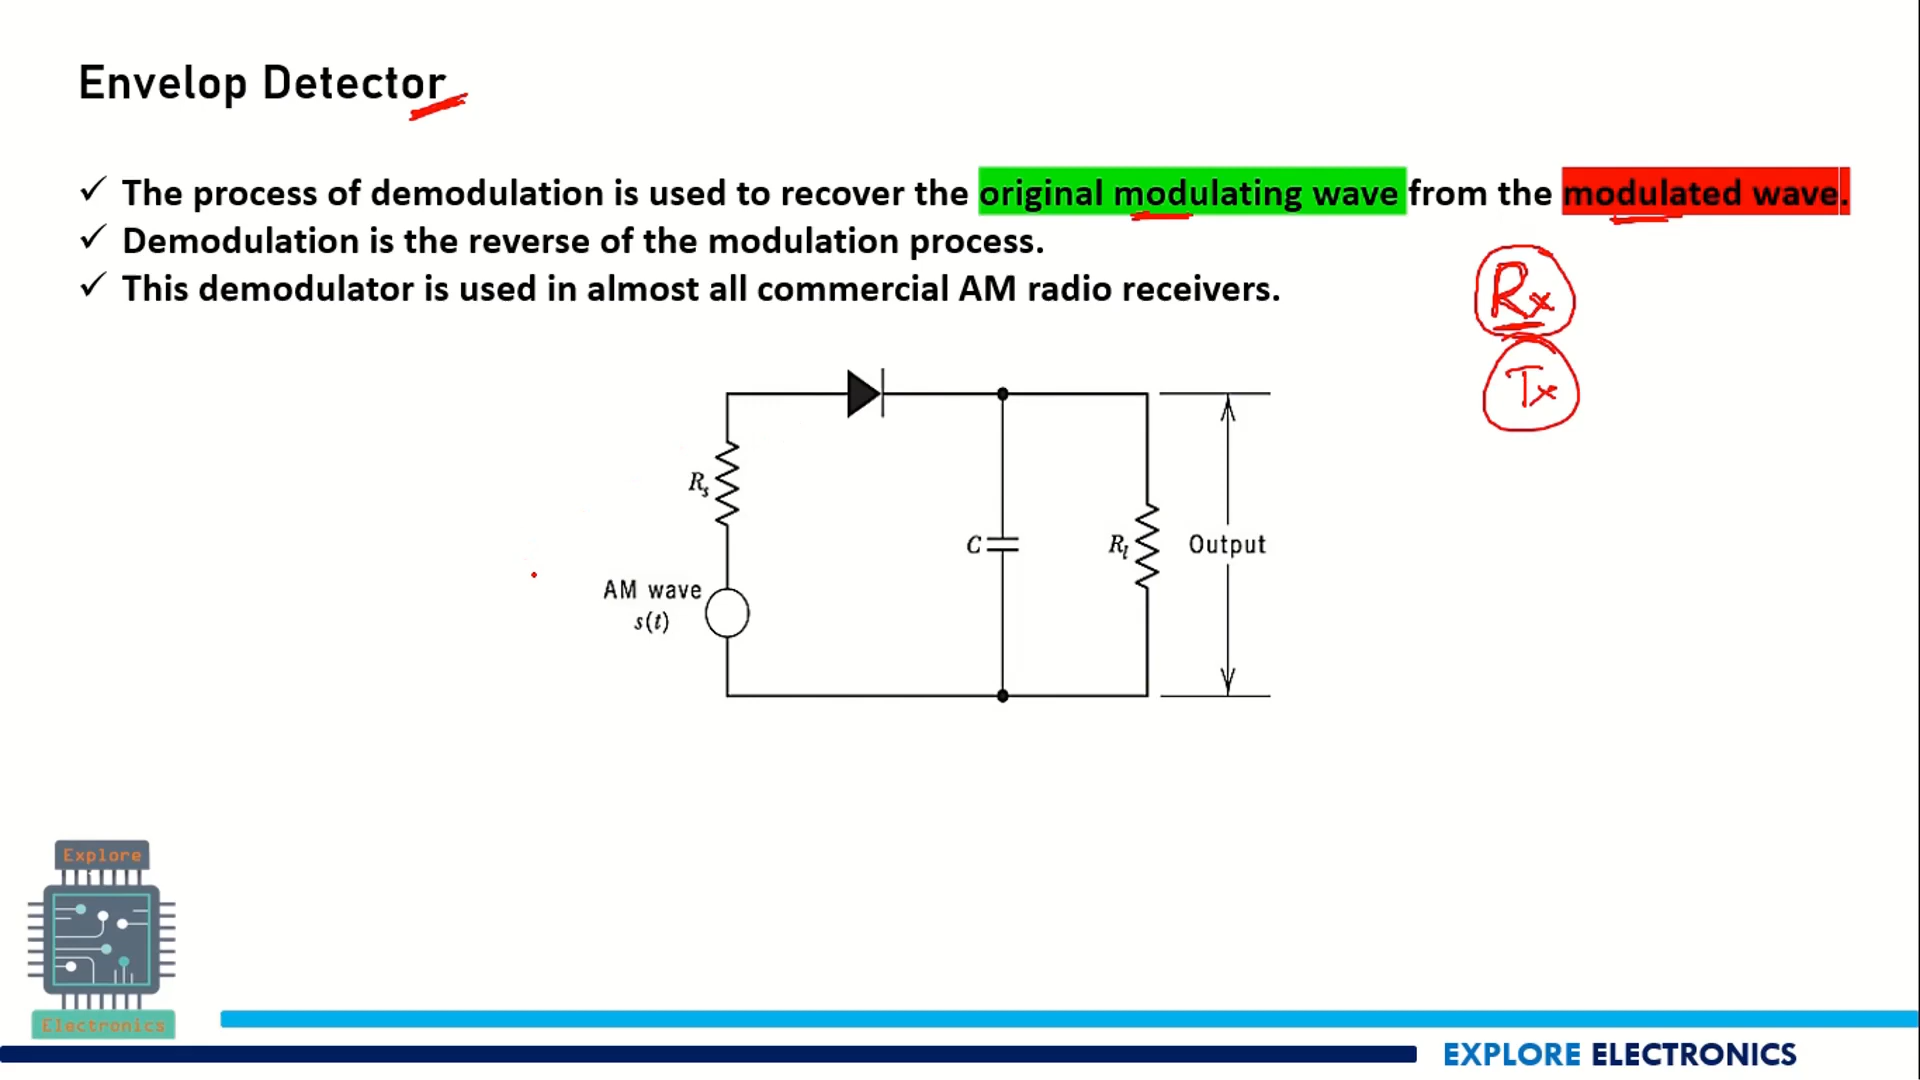 Envelop Detector
✓ The process of demodulation is used to recover the original modulating wave from the modulated wave.
✓ Demodulation is the reverse of the modulation process.
✓ This demodulator is used in almost all commercial AM radio receivers.
Rx
Tx
Rs
C
Rl
Output
AM wave
s(t)
Explore
Electronics
EXPLORE ELECTRONICS